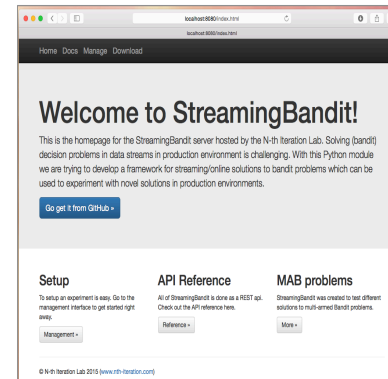 localhost:8080/index.html
localhost:8080/index.html
Home Docs Manage Download
Welcome to StreamingBandit!
This is the homepage for the StreamingBandit server hosted by the N-th Iteration Lab. Solving (bandit)
decision problems in data streams in production environment is challenging. With this Python module
we are trying to develop a framework for streaming/online solutions to bandit problems which can be
used to experiment with novel solutions in production environments.
Go get it from GitHub »
Setup
To setup an experiment is easy. Go to the
management interface to get started right
away.
Management »
API Reference
All of StreamingBandit is done as a REST api.
Check out the API reference here.
Reference »
MAB problems
StreamingBandit was created to test different
solutions to multi-armed Bandit problems.
More »
© N-th Iteration Lab 2015 (www.nth-iteration.com)